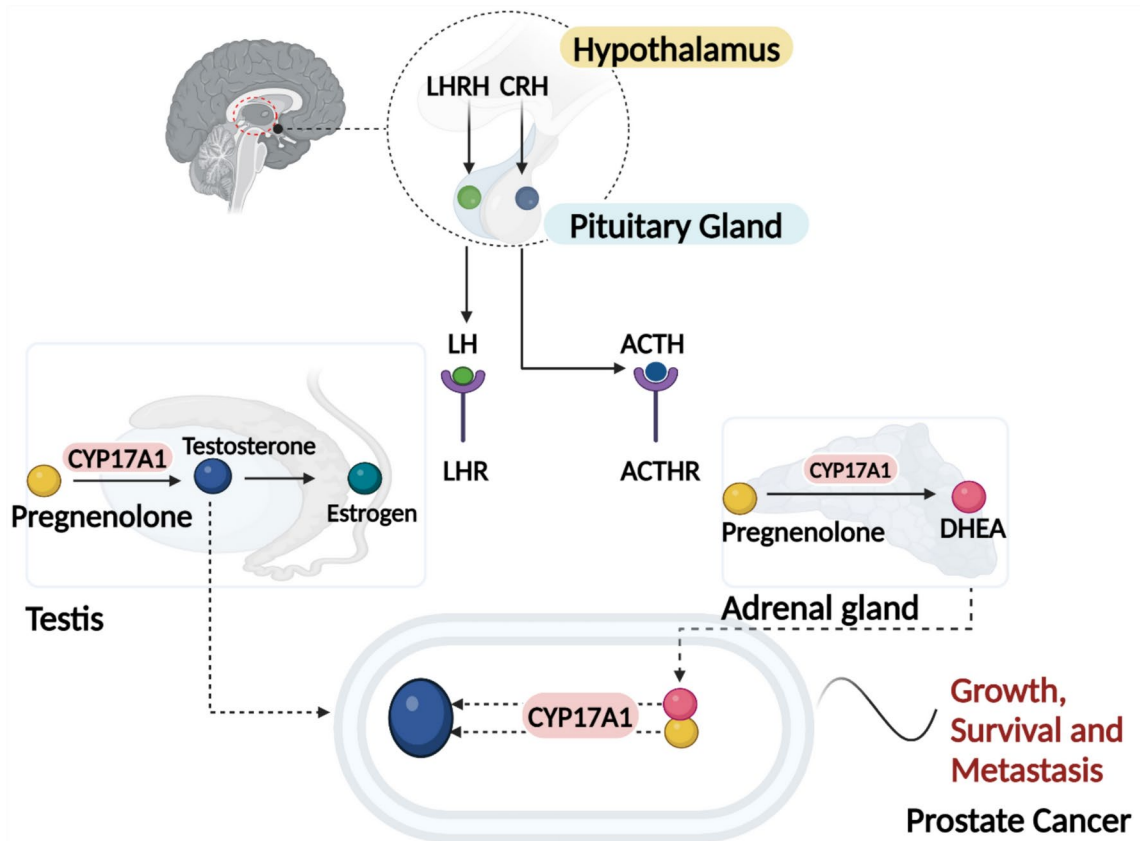 Hypothalamus
LHRH CRH
Pituitary Gland
LH
ACTH
LHR
ACTHR
CYP17A1
Testosterone
Pregnenolone
Estrogen
Testis
CYP17A1
Pregnenolone
DHEA
Adrenal gland
CYP17A1
Growth,
Survival and
Metastasis
Prostate Cancer